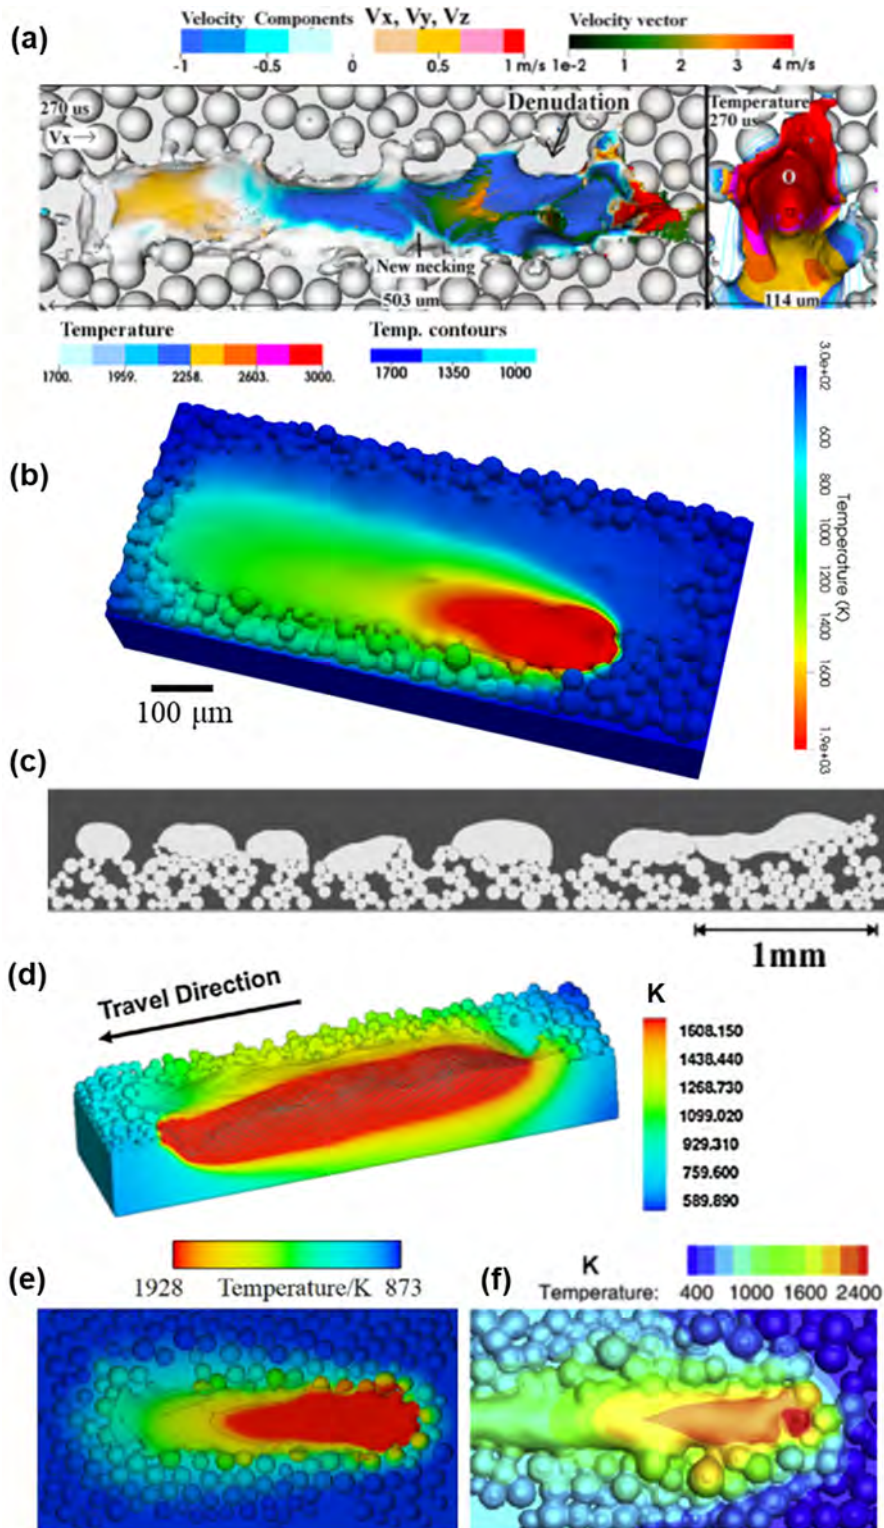 (a)
Velocity Components Vx, Vy, Vz
-1 -0.5 0 0.5 1 m/s
Velocity vector
1e-2 1 2 3 4 m/s
270 us
Vx→
Denudation
New necking
503 um
Temperature
270 us
O
114 um
Temperature
1700. 1959. 2258. 2603. 3000.
Temp. contours
1700 1350 1000
(b)
100 μm
3.0e+02 600 800 1000 1200 1400 1600 1.9e+03
Temperature (K)
(c)
1mm
(d)
Travel Direction
K
1608.150
1438.440
1268.730
1099.020
929.310
759.600
589.890
(e)
1928 Temperature/K 873
(f)
K
Temperature: 400 1000 1600 2400